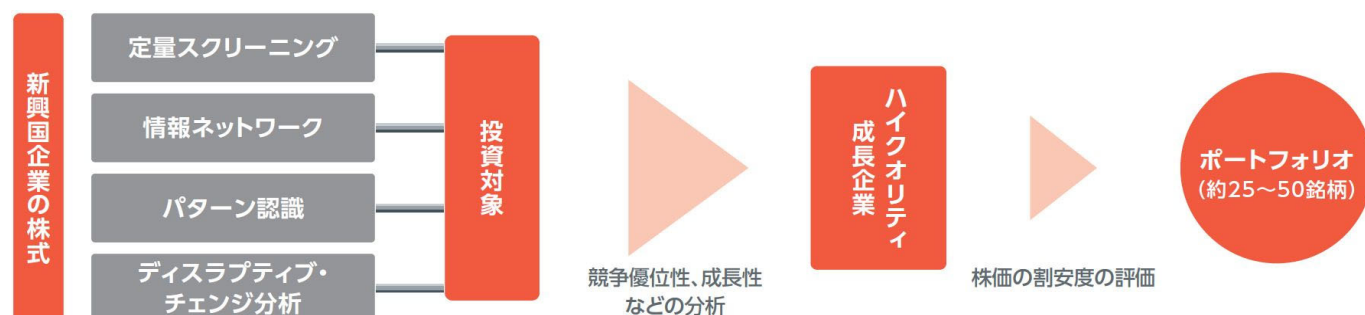 新興国企業の株式
定量スクリーニング
情報ネットワーク
パターン認識
ディスラプティブ・
チェンジ分析
投資対象
競争優位性、成長性
などの分析
ハイクオリティ
成長企業
株価の割安度の評価
ポートフォリオ
(約25～50銘柄)